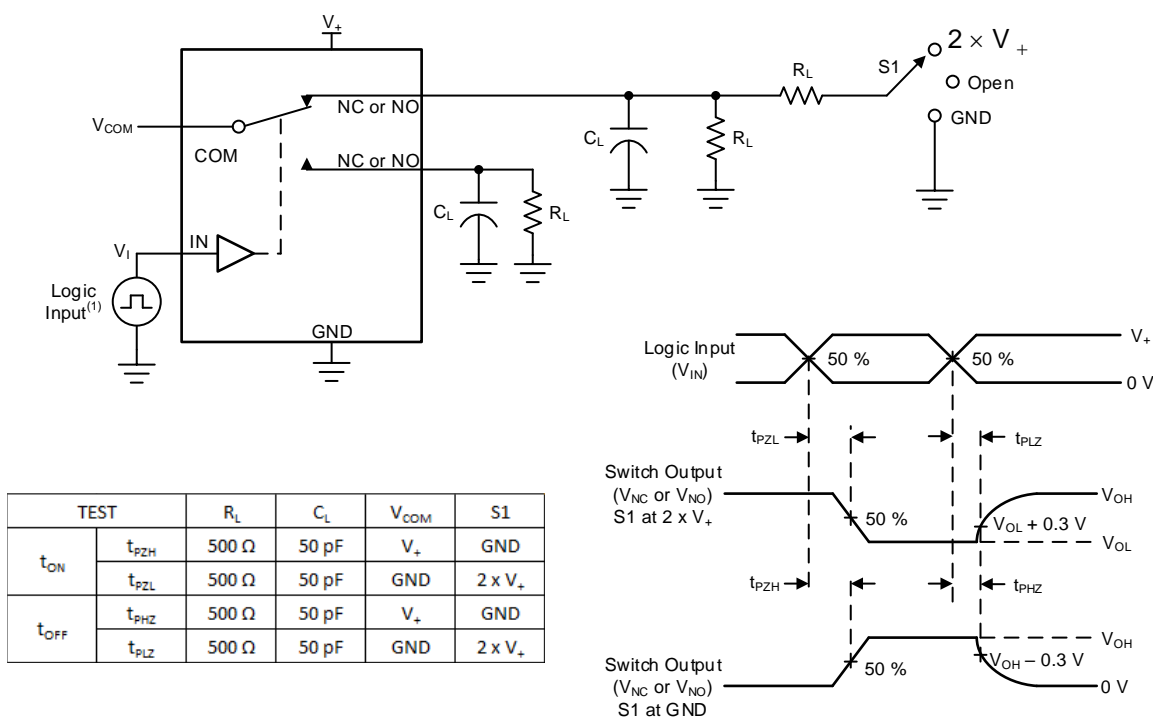 V+
2 × V +
S1
RL
Open
NC or NO
GND
VCOM
CL
RL
COM
NC or NO
CL
RL
VI
IN
Logic
Input(1)
GND
Logic Input
(VIN)
50 %
50 %
V+
0 V
tPZL
tPLZ
Switch Output
(VNC or VNO)
S1 at 2 x V+
50 %
VOH
VOL + 0.3 V
VOL
tPZH
tPHZ
Switch Output
(VNC or VNO)
S1 at GND
50 %
VOH
VOH – 0.3 V
0 V
TEST RL CL VCOM S1
tON tPZH 500 Ω 50 pF V+ GND
tPZL 500 Ω 50 pF GND 2 x V+
tOFF tPHZ 500 Ω 50 pF V+ GND
tPLZ 500 Ω 50 pF GND 2 x V+